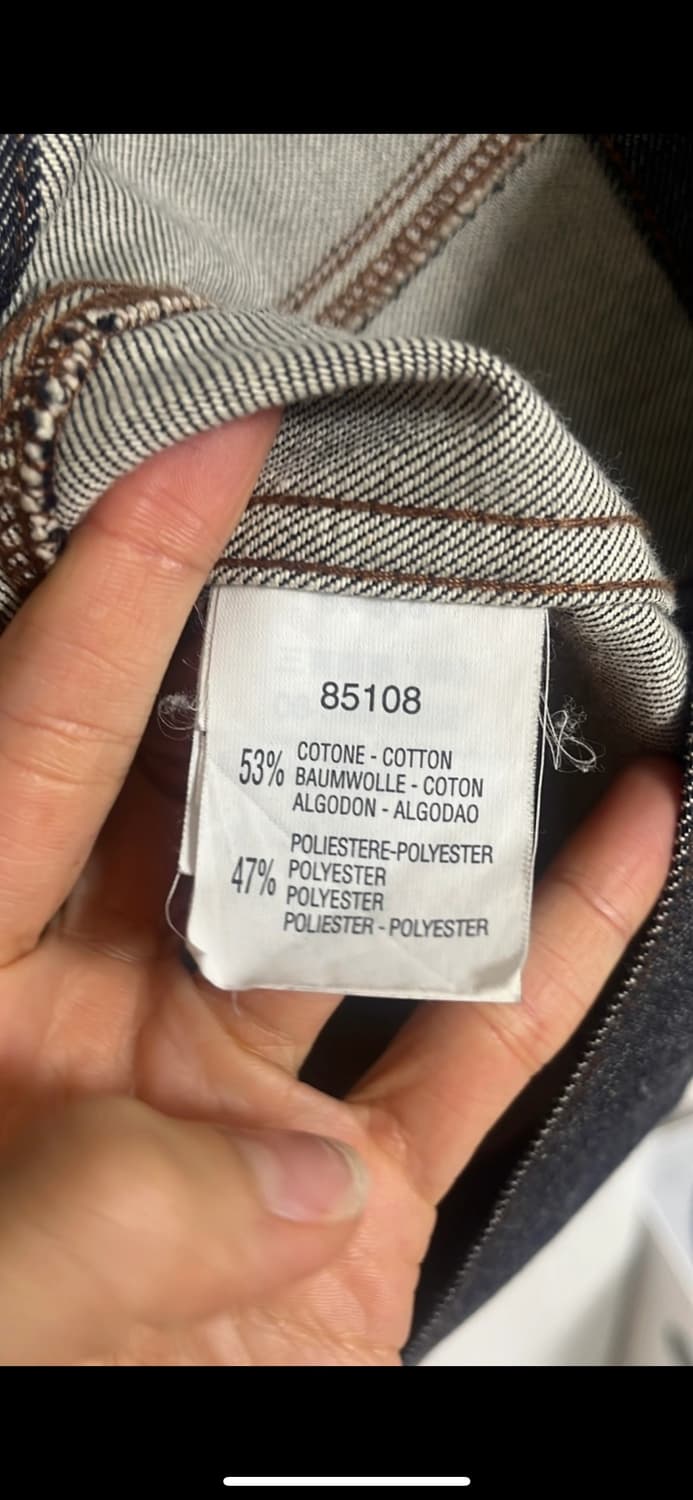 85108
53% COTONE - COTTON
BAUMWOLLE - COTON
ALGODON - ALGODAO
POLIESTERE-POLYESTER
47% POLYESTER
POLYESTER
POLIESTER - POLYESTER